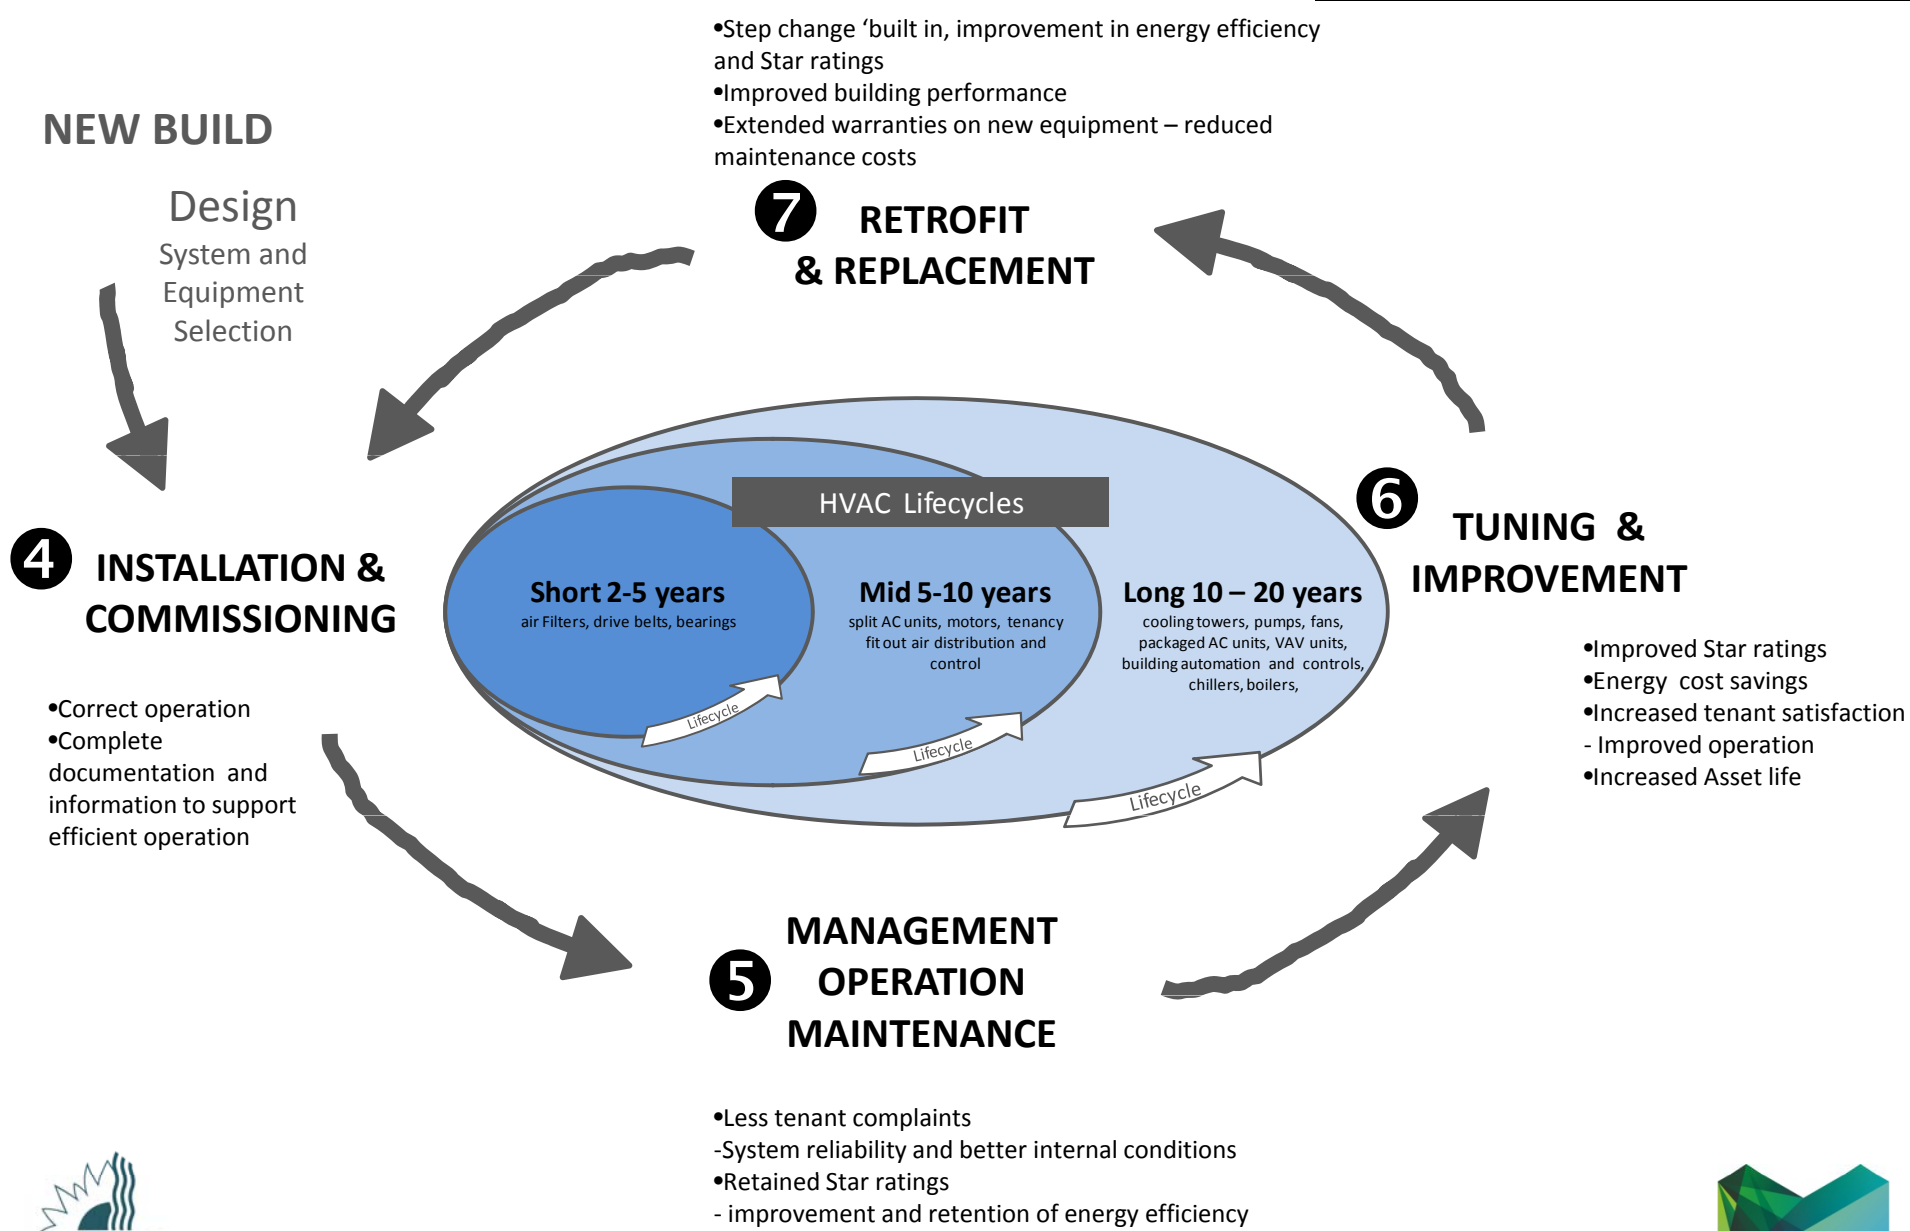 •Step change ‘built in, improvement in energy efficiency
and Star ratings
•Improved building performance
•Extended warranties on new equipment – reduced
maintenance costs
NEW BUILD
Design
System and
Equipment
Selection
7
RETROFIT
& REPLACEMENT
HVAC Lifecycles
4
INSTALLATION &
COMMISSIONING
•Correct operation
•Complete
documentation and
information to support
efficient operation
Short 2-5 years
air Filters, drive belts, bearings
Lifecycle
Mid 5-10 years
split AC units, motors, tenancy
fit out air distribution and
control
Lifecycle
Long 10 – 20 years
cooling towers, pumps, fans,
packaged AC units, VAV units,
building automation and controls,
chillers, boilers,
Lifecycle
6
TUNING &
IMPROVEMENT
•Improved Star ratings
•Energy cost savings
•Increased tenant satisfaction
- Improved operation
•Increased Asset life
5
MANAGEMENT
OPERATION
MAINTENANCE
•Less tenant complaints
-System reliability and better internal conditions
•Retained Star ratings
- improvement and retention of energy efficiency